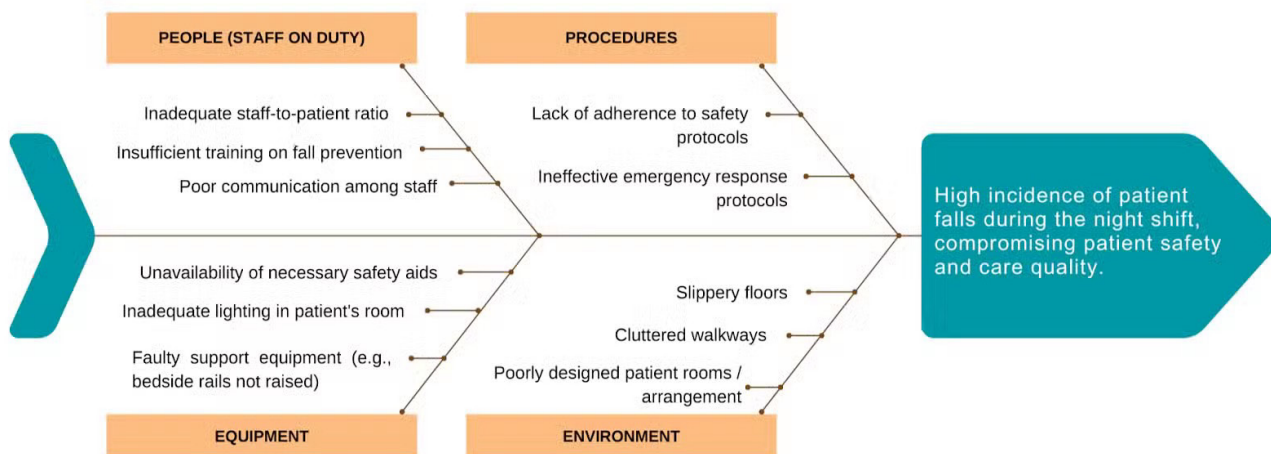 PEOPLE (STAFF ON DUTY)
Inadequate staff-to-patient ratio
Insufficient training on fall prevention
Poor communication among staff
PROCEDURES
Lack of adherence to safety
protocols
Ineffective emergency response
protocols
Unavailability of necessary safety aids
Inadequate lighting in patient's room
Faulty support equipment (e.g.,
bedside rails not raised)
EQUIPMENT
Slippery floors
Cluttered walkways
Poorly designed patient rooms /
arrangement
ENVIRONMENT
High incidence of patient
falls during the night shift,
compromising patient safety
and care quality.